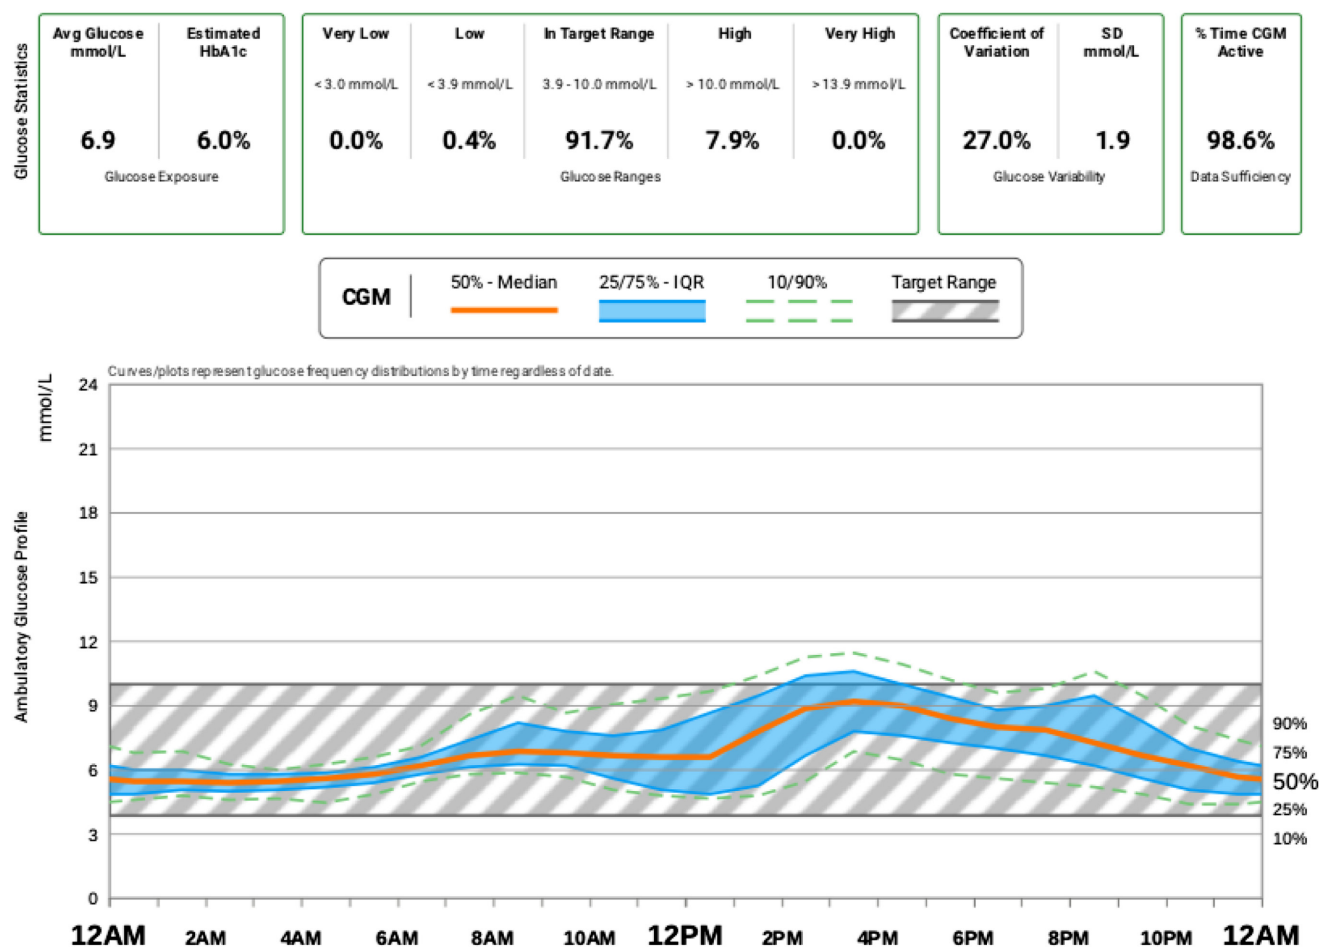 Glucose Statistics
Avg Glucose
mmol/L
Estimated
HbA1c
Very Low
Low
In Target Range
High
Very High
Coefficient of
Variation
SD
mmol/L
% Time CGM
Active
< 3.0 mmol/L
< 3.9 mmol/L
3.9 - 10.0 mmol/L
> 10.0 mmol/L
> 13.9 mmol/L
6.9
6.0%
0.0%
0.4%
91.7%
7.9%
0.0%
27.0%
1.9
98.6%
Glucose Exposure
Glucose Ranges
Glucose Variability
Data Sufficiency
CGM
50% - Median
25/75% - IQR
10/90%
Target Range
Curves/plots represent glucose frequency distributions by time regardless of date.
mmol/L
Ambulatory Glucose Profile
24
21
18
15
12
9
6
3
0
90%
75%
50%
25%
10%
12AM
2AM
4AM
6AM
8AM
10AM
12PM
2PM
4PM
6PM
8PM
10PM
12AM